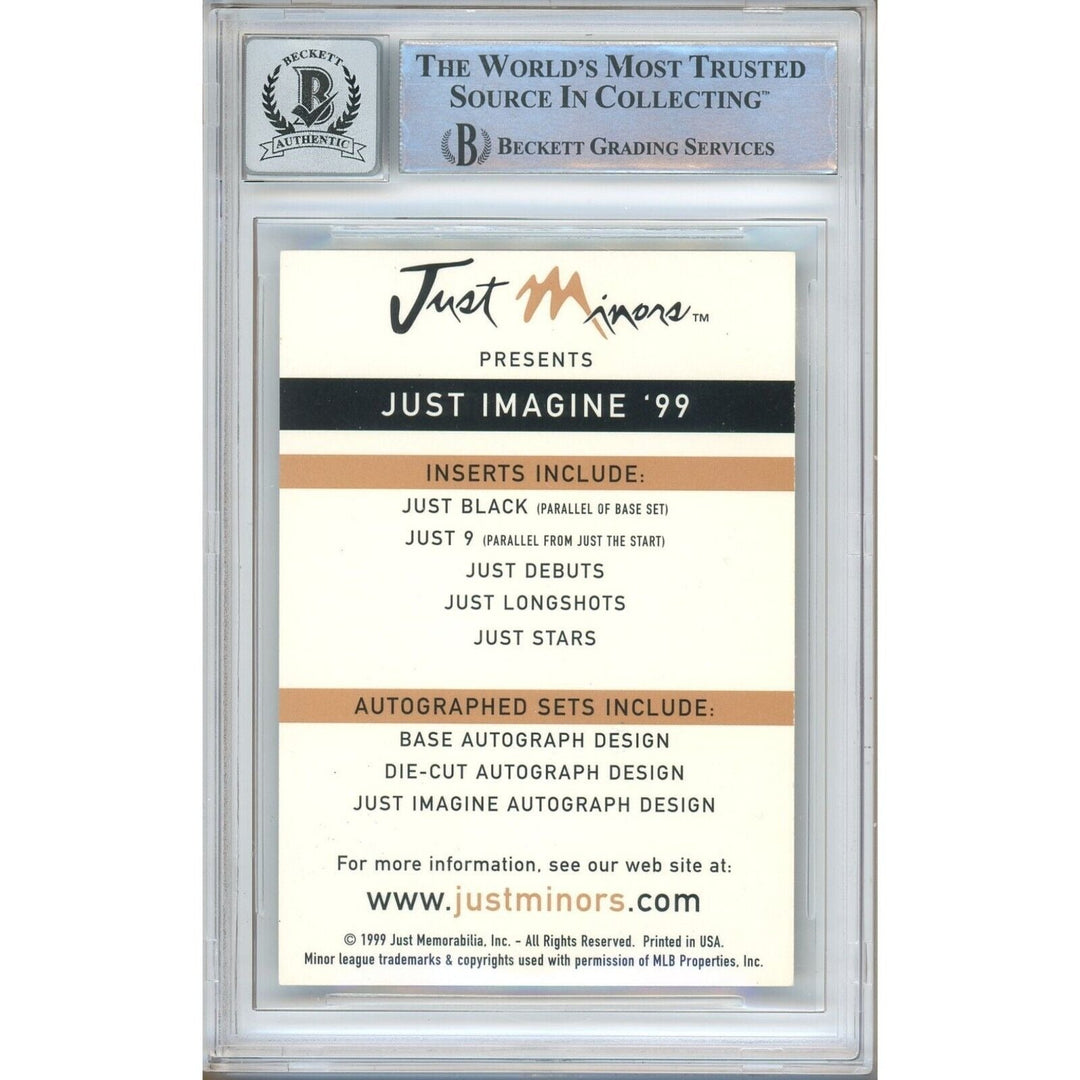 BECKETT
B
AUTHENTIC
THE WORLD'S MOST TRUSTED
SOURCE IN COLLECTING™
B BECKETT GRADING SERVICES
Just Minors™
PRESENTS
JUST IMAGINE '99
INSERTS INCLUDE:
JUST BLACK (PARALLEL OF BASE SET)
JUST 9 (PARALLEL FROM JUST THE START)
JUST DEBUTS
JUST LONGSHOTS
JUST STARS
AUTOGRAPHED SETS INCLUDE:
BASE AUTOGRAPH DESIGN
DIE-CUT AUTOGRAPH DESIGN
JUST IMAGINE AUTOGRAPH DESIGN
For more information, see our web site at:
www.justminors.com
© 1999 Just Memorabilia, Inc. - All Rights Reserved. Printed in USA.
Minor league trademarks & copyrights used with permission of MLB Properties, Inc.